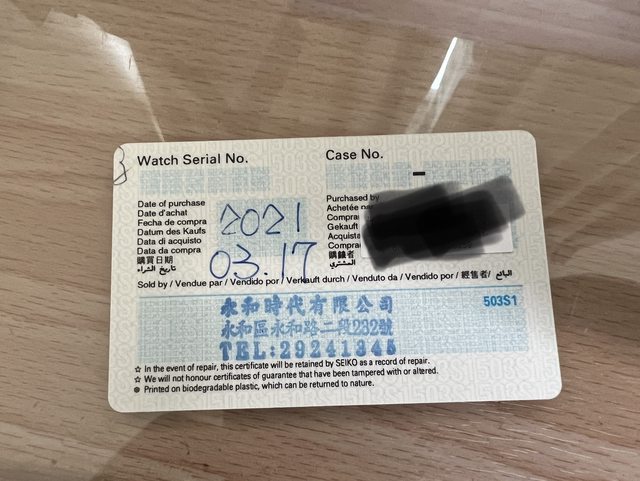 Watch Serial No.
Case No.
Date of purchase
Date d'achat
Fecha de compra
Datum des Kaufs
Data di acquisto
Data da compra
購買日期
تاريخ الشراء
2021
03.17
Purchased by
Achetée par
Compra
Gekauft
Acquista
Compra
購錶者
المشتري
Sold by / Vendue par / Vendido por / Verkauft durch / Venduto da / Vendido por / 經售者/ البائع
永和時代有限公司
503S1
永和區永和路二段232號
TEL:29241345
☆ In the event of repair, this certificate will be retained by SEIKO as a record of repair.
☆ We will not honour certificates of guarantee that have been tampered with or altered.
Printed on biodegradable plastic, which can be returned to nature.